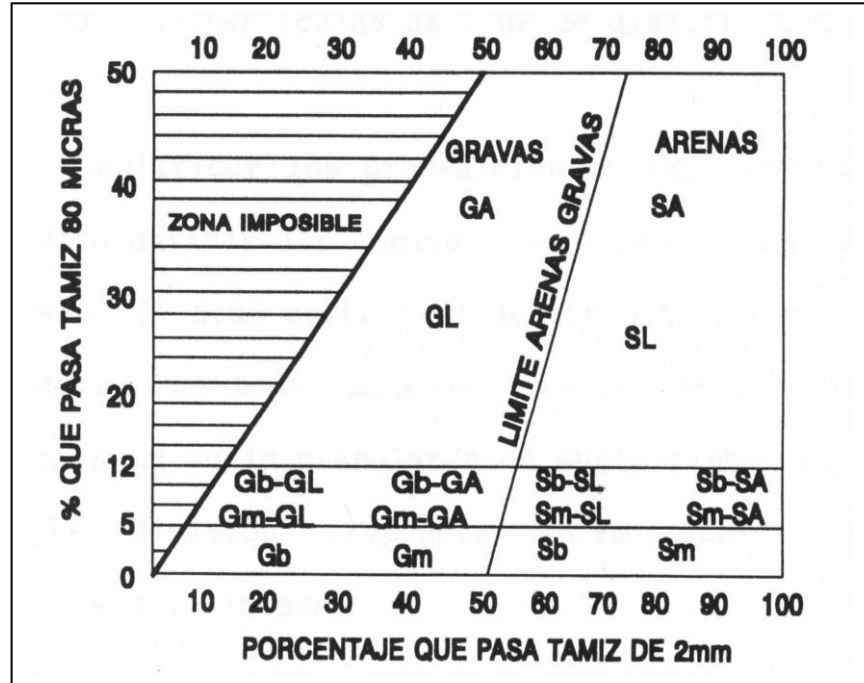 10 20 30 40 50 60 70 80 90 100
50
GRAVAS ARENAS
40
GA SA
ZONA IMPOSIBLE
% QUE PASA TAMIZ 80 MICRAS
LIMITE ARENAS GRAVAS
30
GL SL
20
12
Gb-GL Gb-GA Sb-SL Sb-SA
Gm-GL Gm-GA Sm-SL Sm-SA
5
Gb Gm Sb Sm
0
10 20 30 40 50 60 70 80 90 100
PORCENTAJE QUE PASA TAMIZ DE 2mm